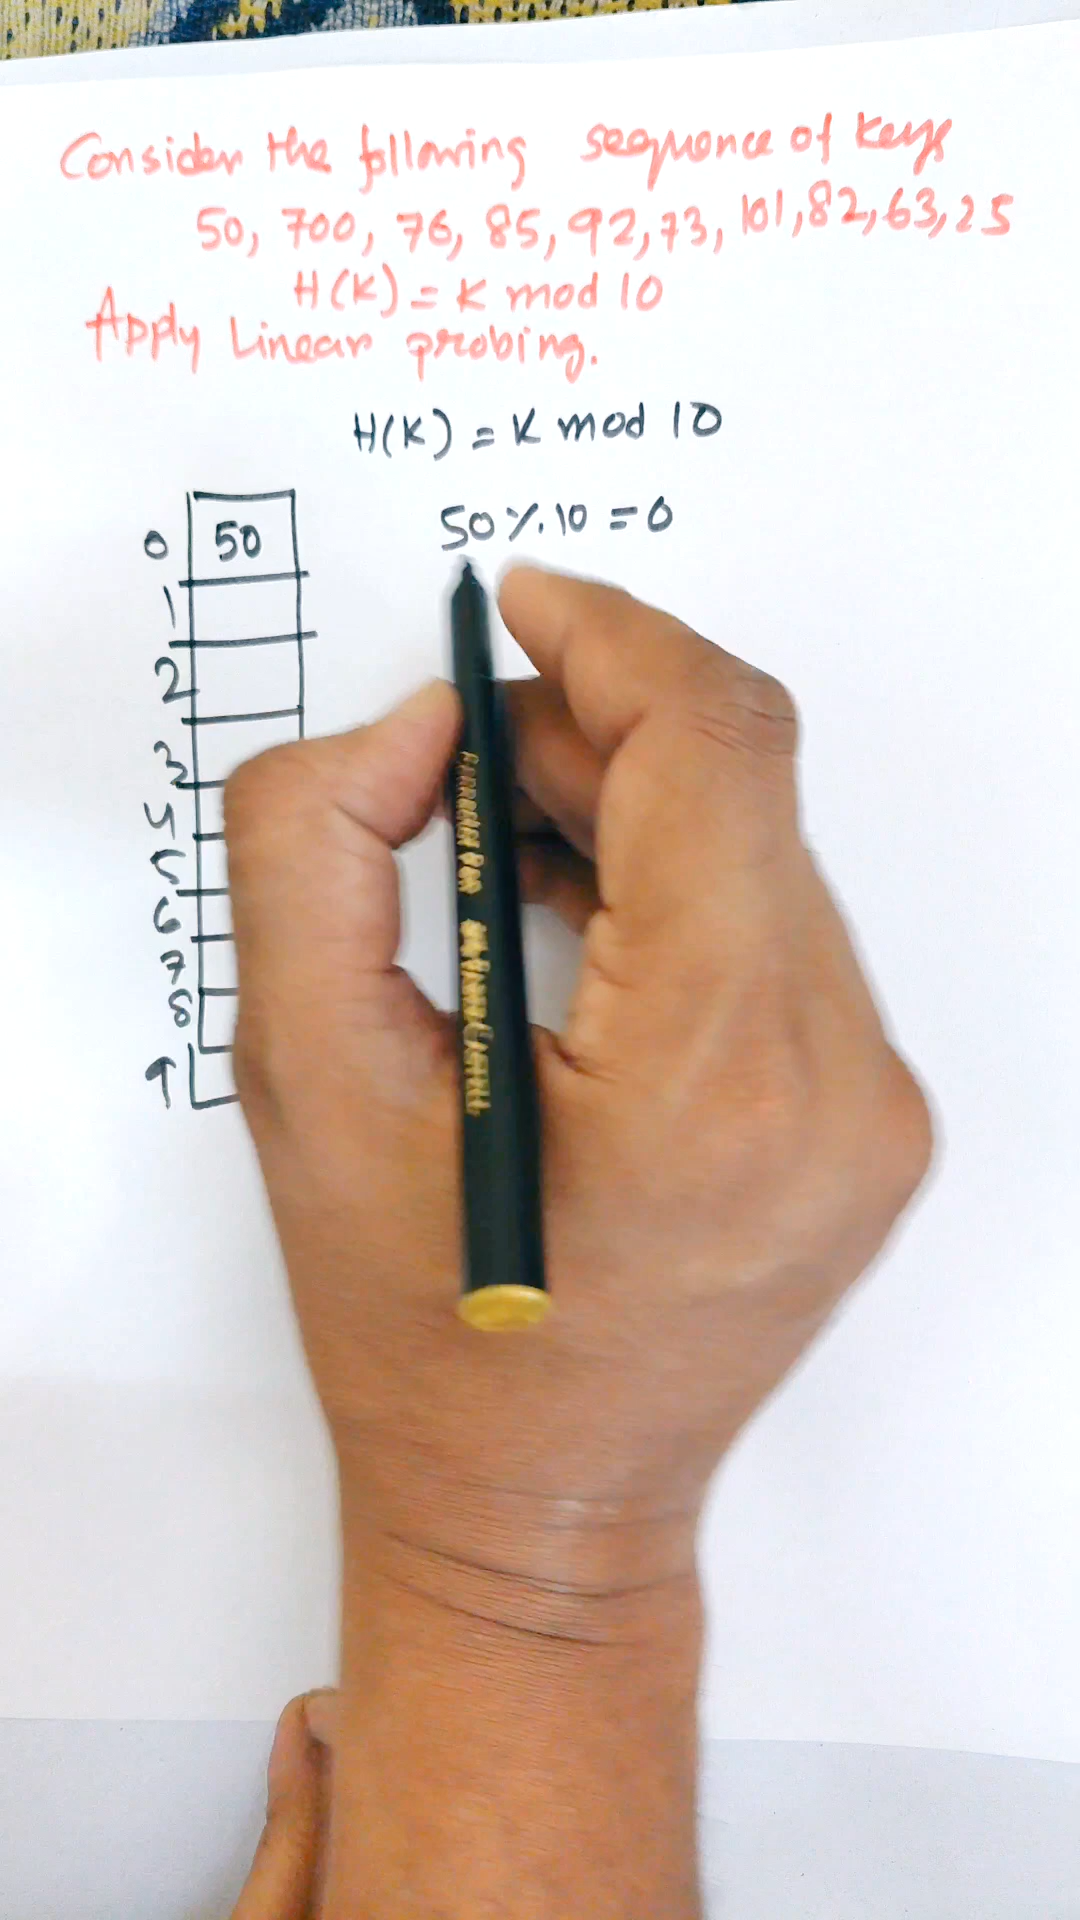 Consider the following sequence of keys
50, 700, 76, 85, 92, 73, 101, 82, 63, 25
H(K) = K mod 10
Apply Linear probing.
H(K) = K mod 10
50 % 10 = 0
0 50
1
2
3
4
5
6
7
8
9